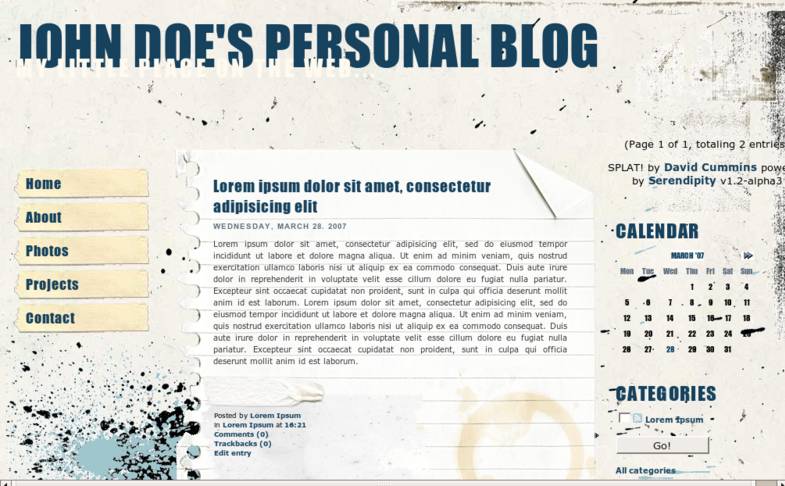 JOHN DOE'S PERSONAL BLOG
MY LITTLE PLACE ON THE WEB...
Home
About
Photos
Projects
Contact
Lorem ipsum dolor sit amet, consectetur
adipisicing elit
WEDNESDAY, MARCH 28. 2007
Lorem ipsum dolor sit amet, consectetur adipisicing elit, sed do eiusmod tempor
incididunt ut labore et dolore magna aliqua. Ut enim ad minim veniam, quis nostrud
exercitation ullamco laboris nisi ut aliquip ex ea commodo consequat. Duis aute irure
dolor in reprehenderit in voluptate velit esse cillum dolore eu fugiat nulla pariatur.
Excepteur sint occaecat cupidatat non proident, sunt in culpa qui officia deserunt mollit
anim id est laborum. Lorem ipsum dolor sit amet, consectetur adipisicing elit, sed do
eiusmod tempor incididunt ut labore et dolore magna aliqua. Ut enim ad minim veniam,
quis nostrud exercitation ullamco laboris nisi ut aliquip ex ea commodo consequat. Duis
aute irure dolor in reprehenderit in voluptate velit esse cillum dolore eu fugiat nulla
pariatur. Excepteur sint occaecat cupidatat non proident, sunt in culpa qui officia
deserunt mollit anim id est laborum.
Posted by Lorem Ipsum
in Lorem Ipsum at 16:21
Comments (0)
Trackbacks (0)
Edit entry
(Page 1 of 1, totaling 2 entries
SPLAT! by David Cummins powe
by Serendipity v1.2-alpha3
CALENDAR
MARCH '07
Mon Tue Wed Thu Fri Sat Sun
1 2 3 4
5 6 7 8 9 10 11
12 13 14 15 16 17 18
19 20 21 22 23 24
26 27 28 29 30 31
CATEGORIES
Lorem Ipsum
Go!
All categories